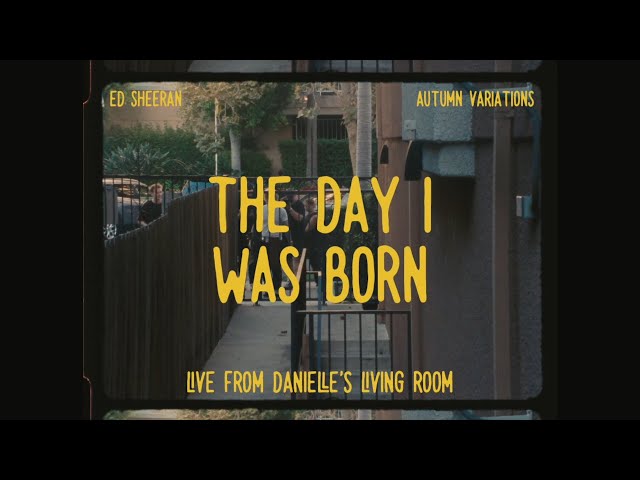 ED SHEERAN
AUTUMN VARIATIONS
THE DAY I
WAS BORN
LIVE FROM DANIELLE'S LIVING ROOM